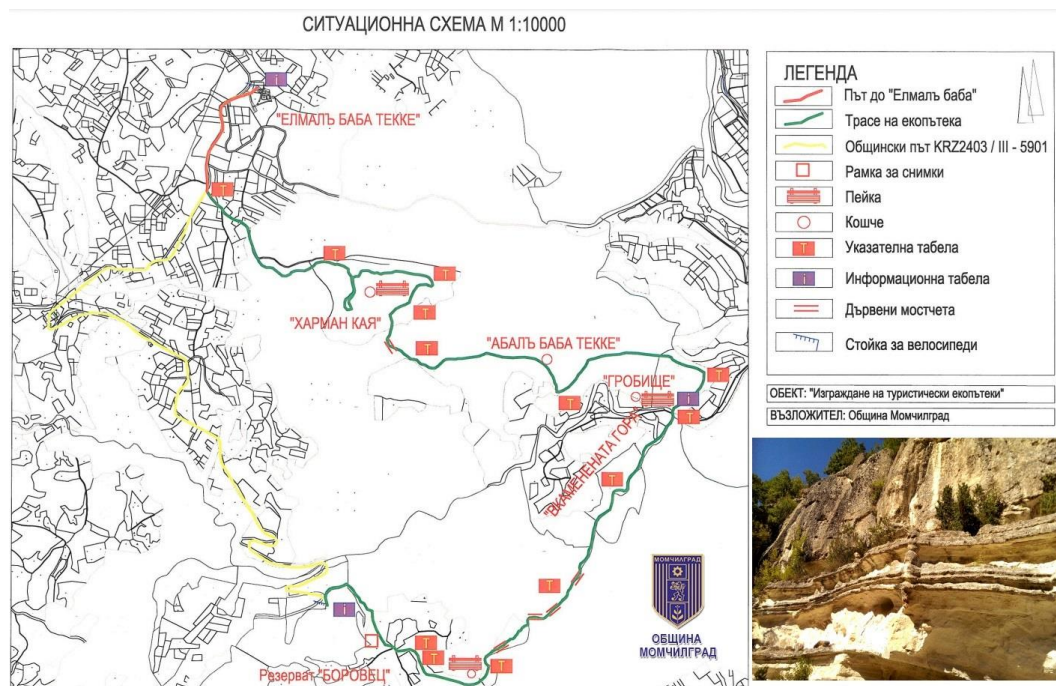 СИТУАЦИОННА СХЕМА М 1:10000
"ЕЛМАЛЪ БАБА ТЕККЕ"
"ХАРМАН КАЯ"
"АБАЛЪ БАБА ТЕККЕ"
"ГРОБИЩЕ"
"ВКАМЕНЕНАТА ГОРА"
Резерват "БОРОВЕЦ"
МОМЧИЛГРАД
ОБЩИНА
МОМЧИЛГРАД
ЛЕГЕНДА
Път до "Елмалъ баба"
Трасе на екопътека
Общински път KRZ2403 / III - 5901
Рамка за снимки
Пейка
Кошче
Т Указателна табела
i Информационна табела
Дървени мостчета
Стойка за велосипеди
ОБЕКТ: "Изграждане на туристически екопътеки"
ВЪЗЛОЖИТЕЛ: Община Момчилград